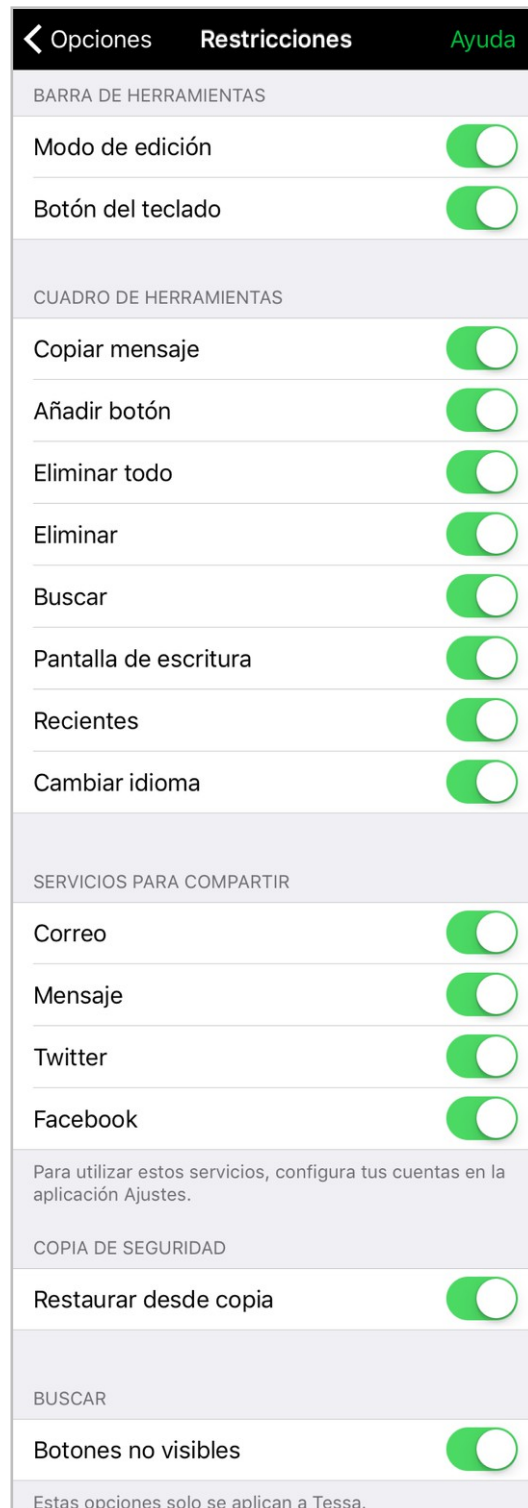 Opciones Restricciones Ayuda
BARRA DE HERRAMIENTAS
Modo de edición
Botón del teclado
CUADRO DE HERRAMIENTAS
Copiar mensaje
Añadir botón
Eliminar todo
Eliminar
Buscar
Pantalla de escritura
Recientes
Cambiar idioma
SERVICIOS PARA COMPARTIR
Correo
Mensaje
Twitter
Facebook
Para utilizar estos servicios, configura tus cuentas en la
aplicación Ajustes.
COPIA DE SEGURIDAD
Restaurar desde copia
BUSCAR
Botones no visibles
Estas opciones solo se aplican a Tessa.